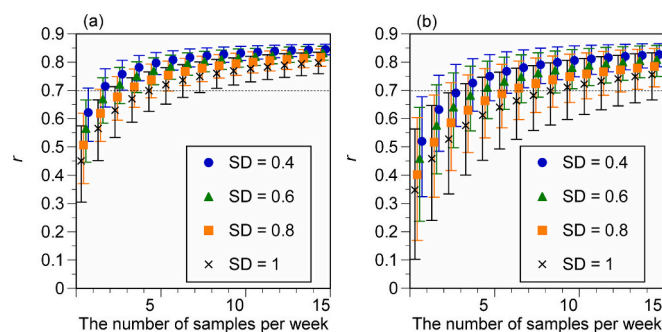 (a)
0.9
0.8
0.7
0.6
0.5
0.4
0.3
0.2
0.1
0
r
SD = 0.4
SD = 0.6
SD = 0.8
SD = 1
5
10
15
The number of samples per week
(b)
0.9
0.8
0.7
0.6
0.5
0.4
0.3
0.2
0.1
0
r
SD = 0.4
SD = 0.6
SD = 0.8
SD = 1
5
10
15
The number of samples per week